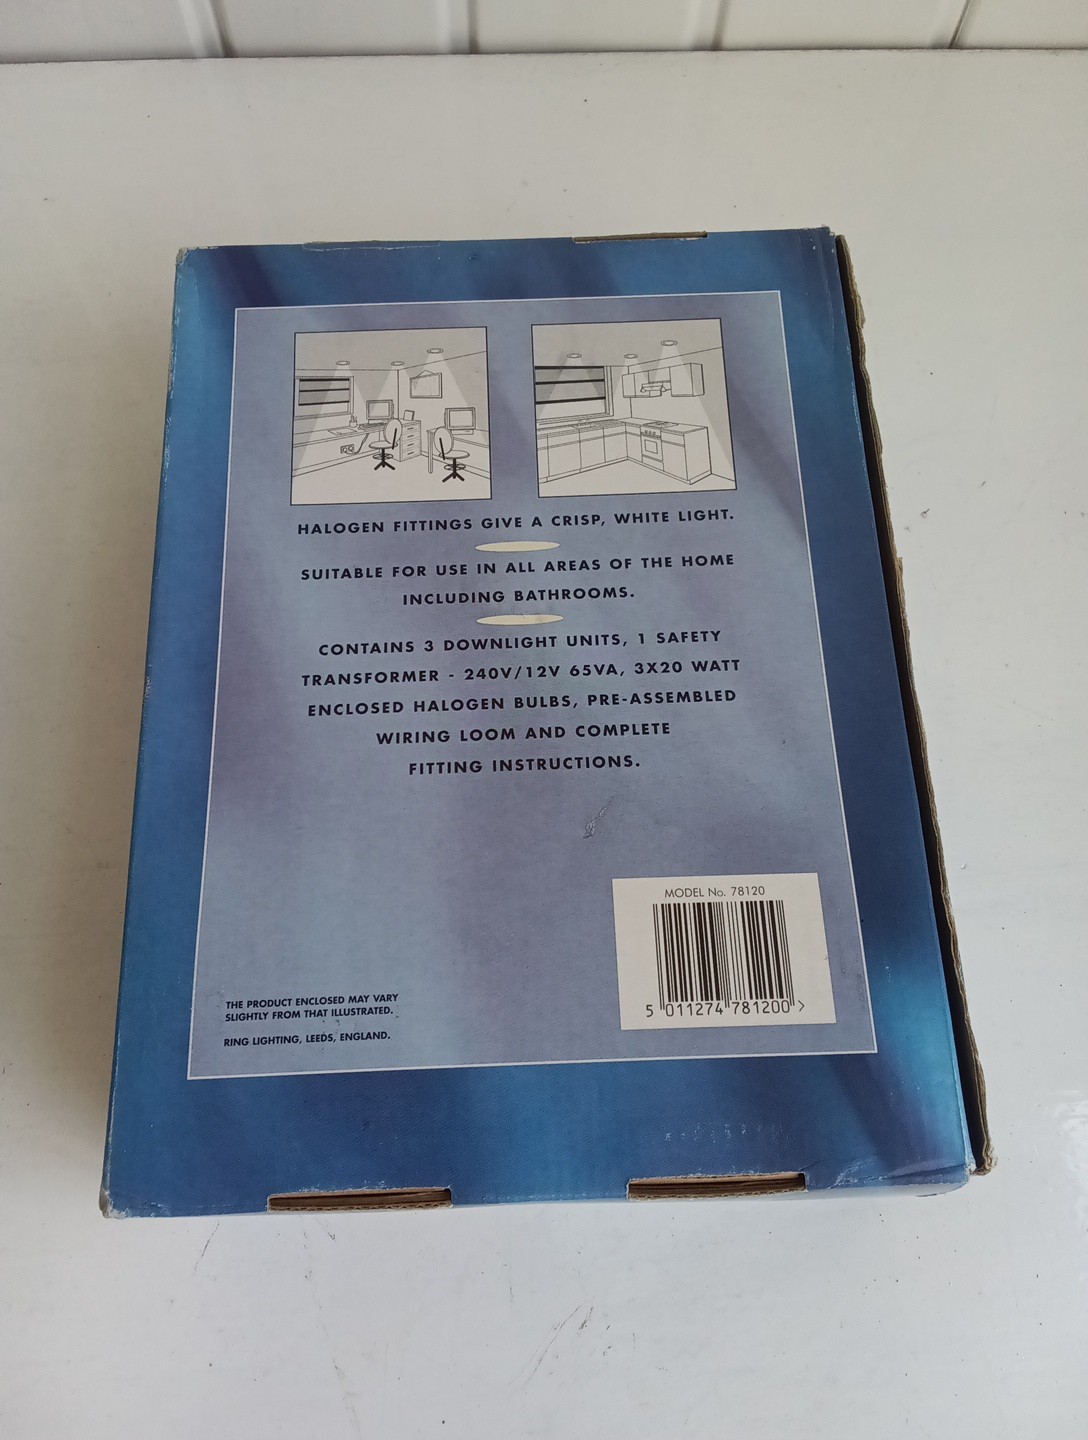 HALOGEN FITTINGS GIVE A CRISP, WHITE LIGHT.
SUITABLE FOR USE IN ALL AREAS OF THE HOME
INCLUDING BATHROOMS.
CONTAINS 3 DOWNLIGHT UNITS, 1 SAFETY
TRANSFORMER - 240V/12V 65VA, 3X20 WATT
ENCLOSED HALOGEN BULBS, PRE-ASSEMBLED
WIRING LOOM AND COMPLETE
FITTING INSTRUCTIONS.
MODEL No. 78120
5 011274 781200 >
THE PRODUCT ENCLOSED MAY VARY
SLIGHTLY FROM THAT ILLUSTRATED.
RING LIGHTING, LEEDS, ENGLAND.